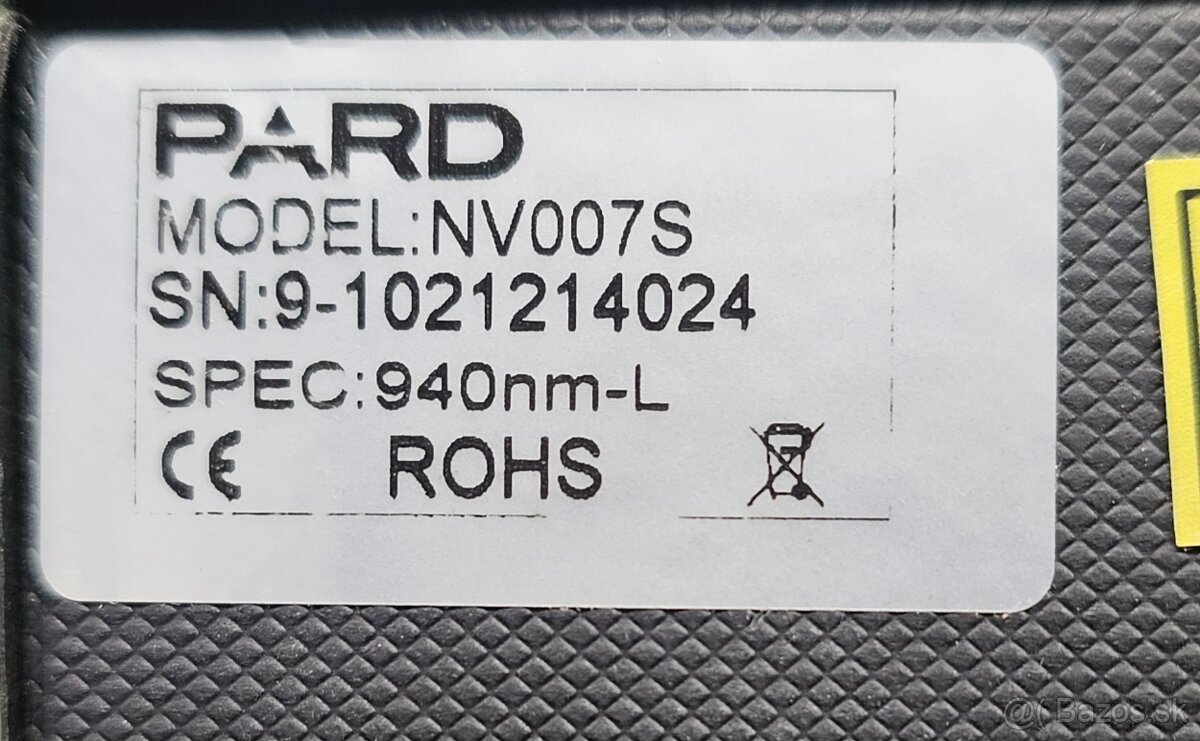 PARD
MODEL:NV007S
SN:9-1021214024
SPEC:940nm-L
CE ROHS
@( Bazos.sk